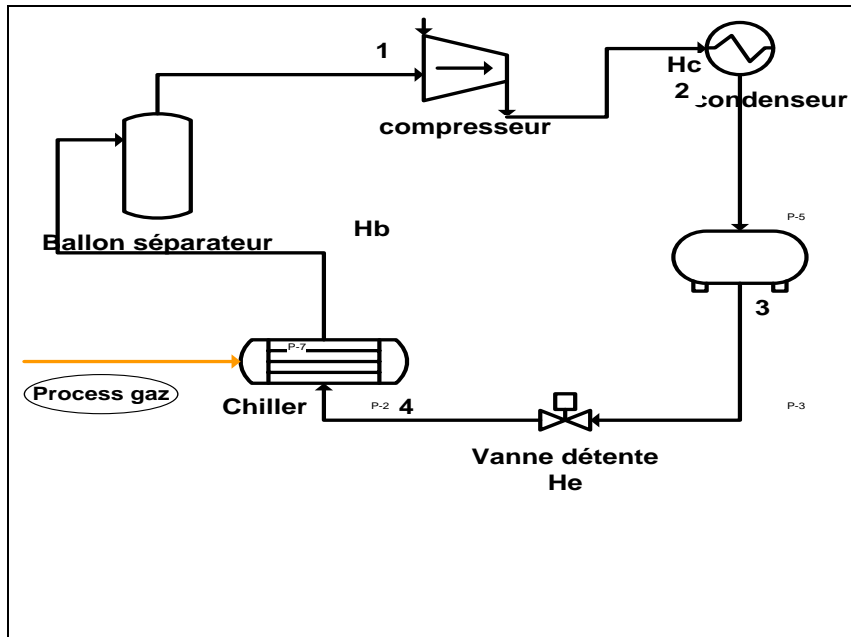 1
Hc
2
condenseur
compresseur
P-5
Hb
Ballon séparateur
3
P-7
Process gaz
Chiller
P-2
4
P-3
Vanne détente
He